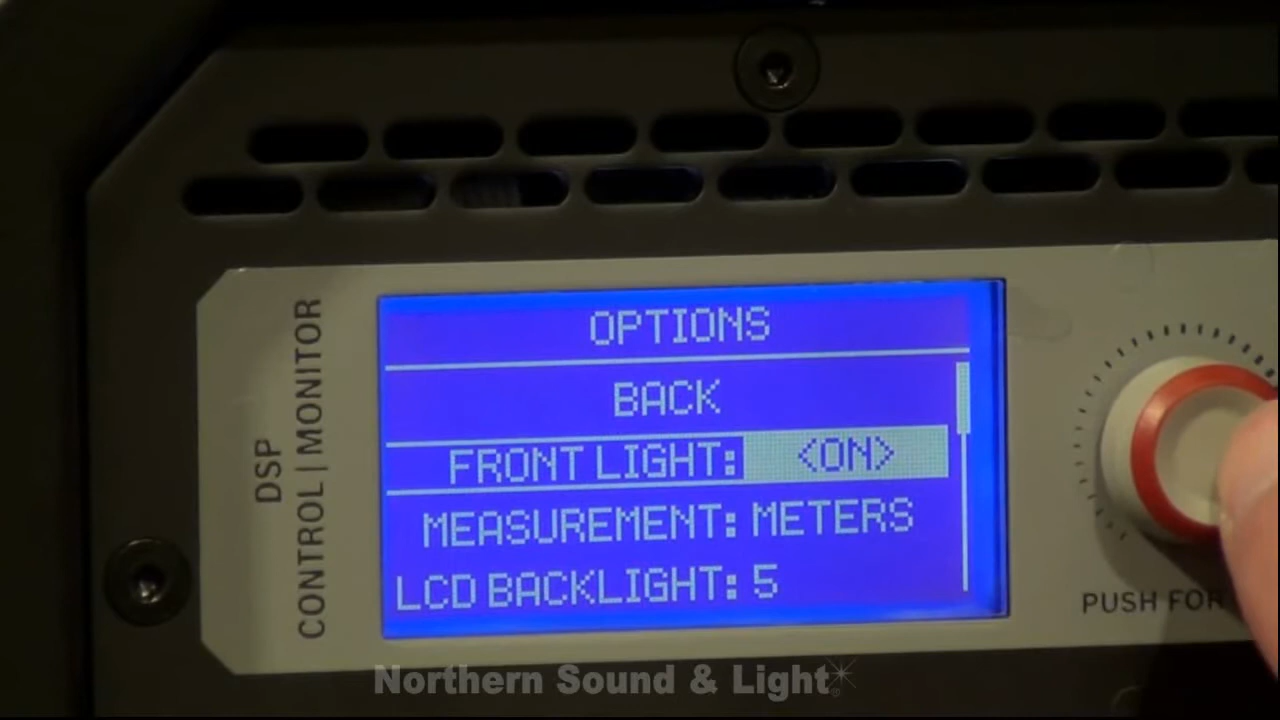 DSP
CONTROL | MONITOR
OPTIONS
BACK
FRONT LIGHT: <ON>
MEASUREMENT: METERS
LCD BACKLIGHT: 5
PUSH FOR
Northern Sound & Light